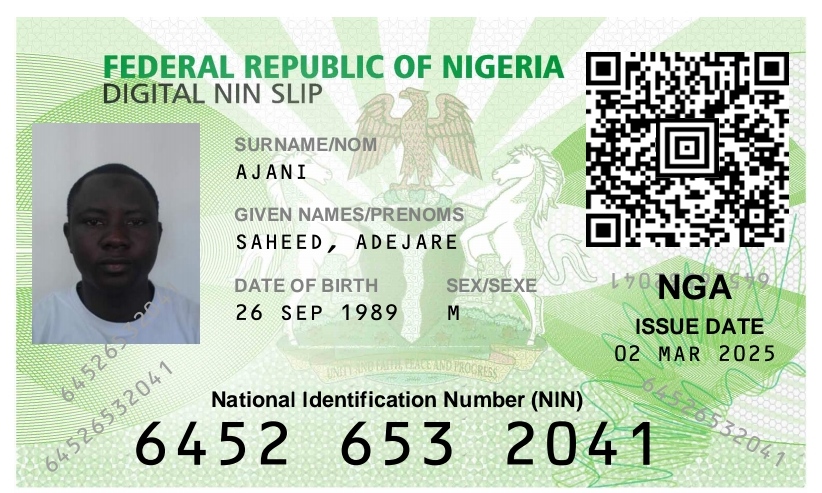 FEDERAL REPUBLIC OF NIGERIA
DIGITAL NIN SLIP
SURNAME/NOM
AJANI
GIVEN NAMES/PRENOMS
SAHEED, ADEJARE
DATE OF BIRTH
SEX/SEXE
26 SEP 1989
M
64526532041
NGA
ISSUE DATE
02 MAR 2025
UNITY AND FAITH, PEACE AND PROGRESS
64526532041
64526532041
National Identification Number (NIN)
6452 653 2041